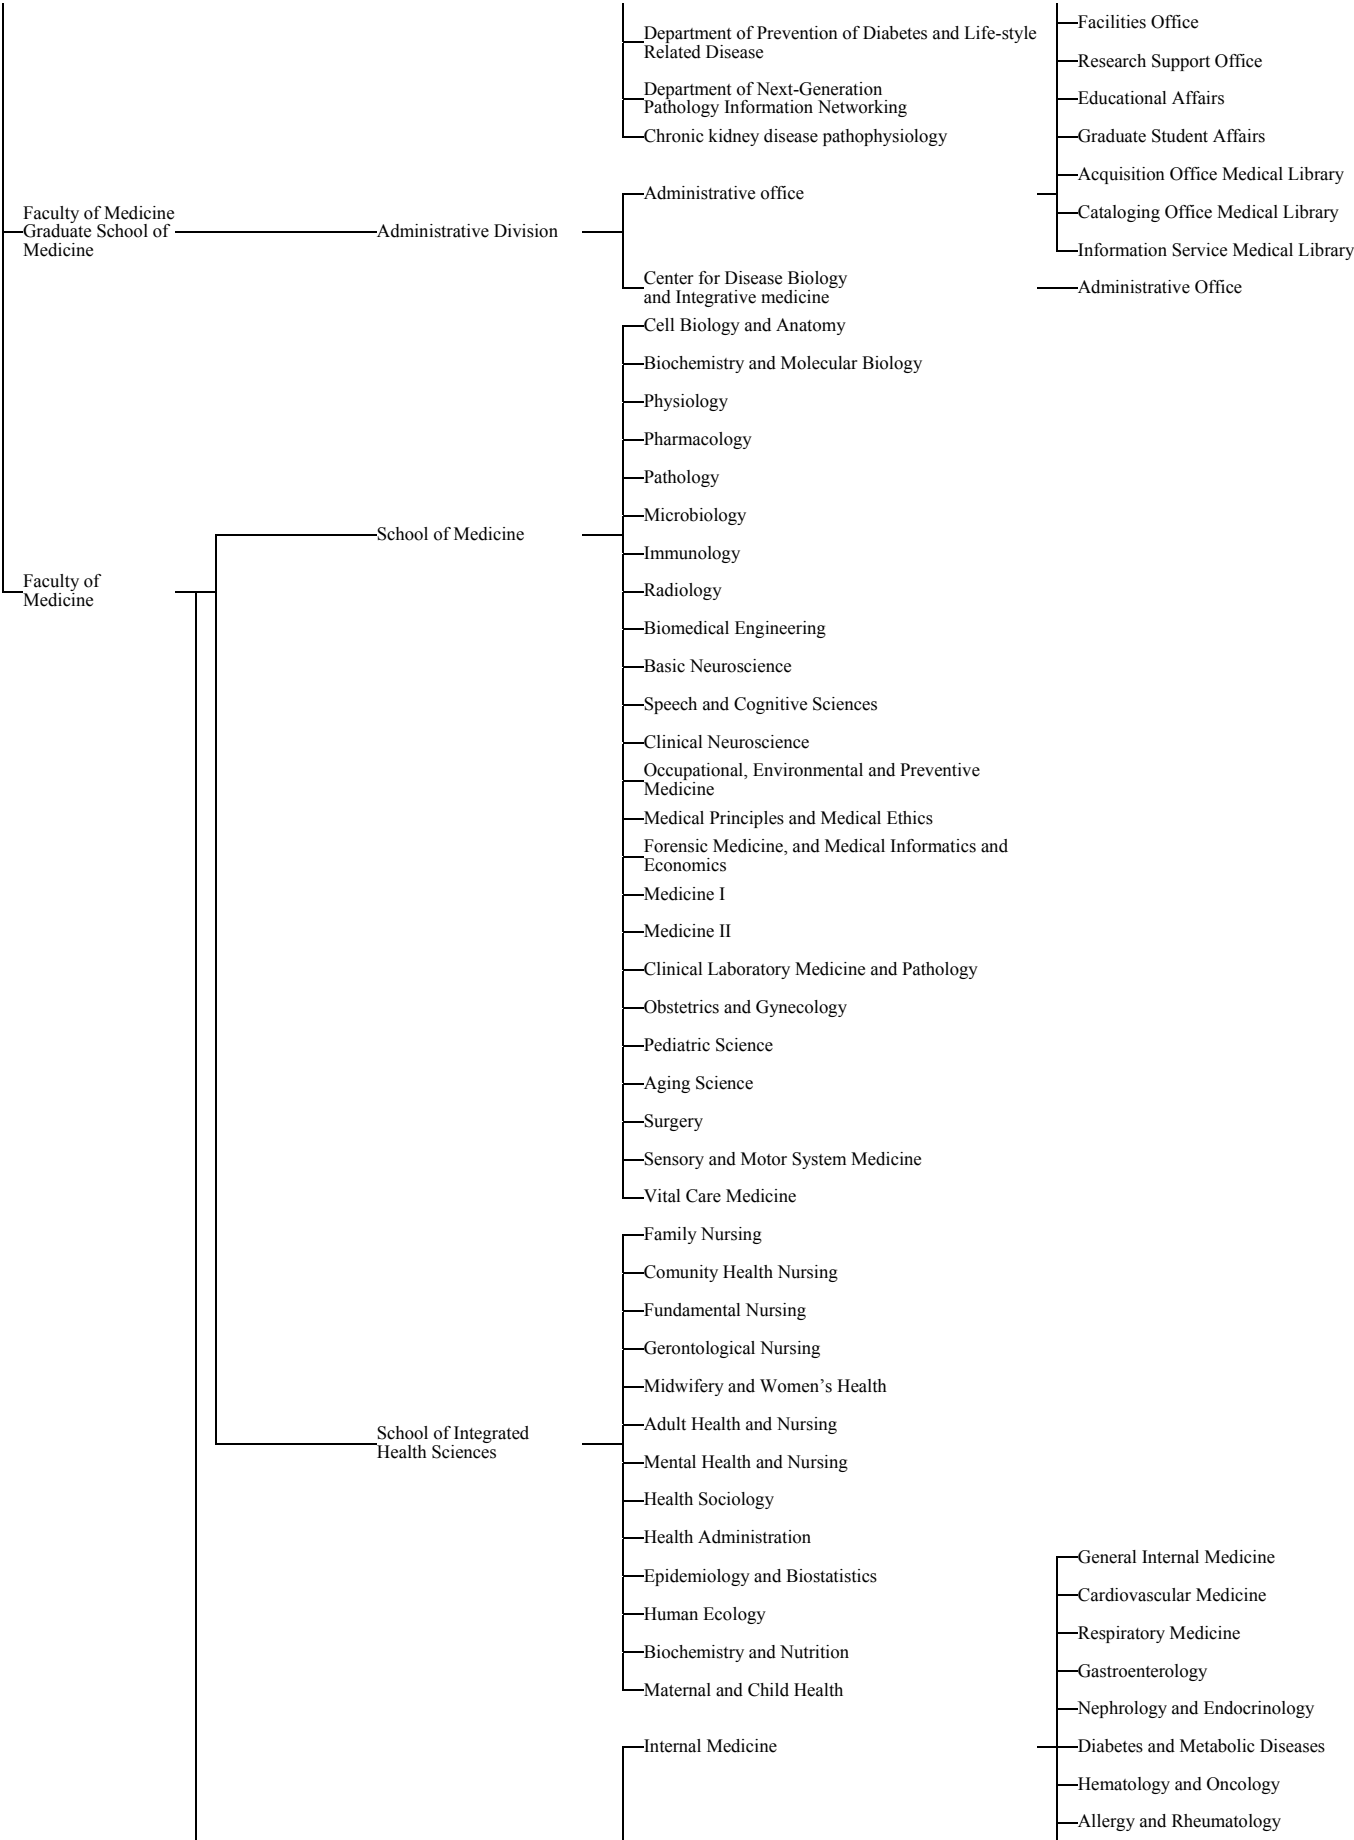 Department of Prevention of Diabetes and Life-style
Related Disease
Department of Next-Generation
Pathology Information Networking
Chronic kidney disease pathophysiology
Facilities Office
Research Support Office
Educational Affairs
Graduate Student Affairs
Acquisition Office Medical Library
Cataloging Office Medical Library
Information Service Medical Library
Faculty of Medicine
Graduate School of
Medicine
Administrative Division
Administrative office
Center for Disease Biology
and Integrative medicine
Administrative Office
Faculty of
Medicine
School of Medicine
Cell Biology and Anatomy
Biochemistry and Molecular Biology
Physiology
Pharmacology
Pathology
Microbiology
Immunology
Radiology
Biomedical Engineering
Basic Neuroscience
Speech and Cognitive Sciences
Clinical Neuroscience
Occupational, Environmental and Preventive
Medicine
Medical Principles and Medical Ethics
Forensic Medicine, and Medical Informatics and
Economics
Medicine I
Medicine II
Clinical Laboratory Medicine and Pathology
Obstetrics and Gynecology
Pediatric Science
Aging Science
Surgery
Sensory and Motor System Medicine
Vital Care Medicine
School of Integrated
Health Sciences
Family Nursing
Comunity Health Nursing
Fundamental Nursing
Gerontological Nursing
Midwifery and Women’s Health
Adult Health and Nursing
Mental Health and Nursing
Health Sociology
Health Administration
Epidemiology and Biostatistics
Human Ecology
Biochemistry and Nutrition
Maternal and Child Health
Internal Medicine
General Internal Medicine
Cardiovascular Medicine
Respiratory Medicine
Gastroenterology
Nephrology and Endocrinology
Diabetes and Metabolic Diseases
Hematology and Oncology
Allergy and Rheumatology